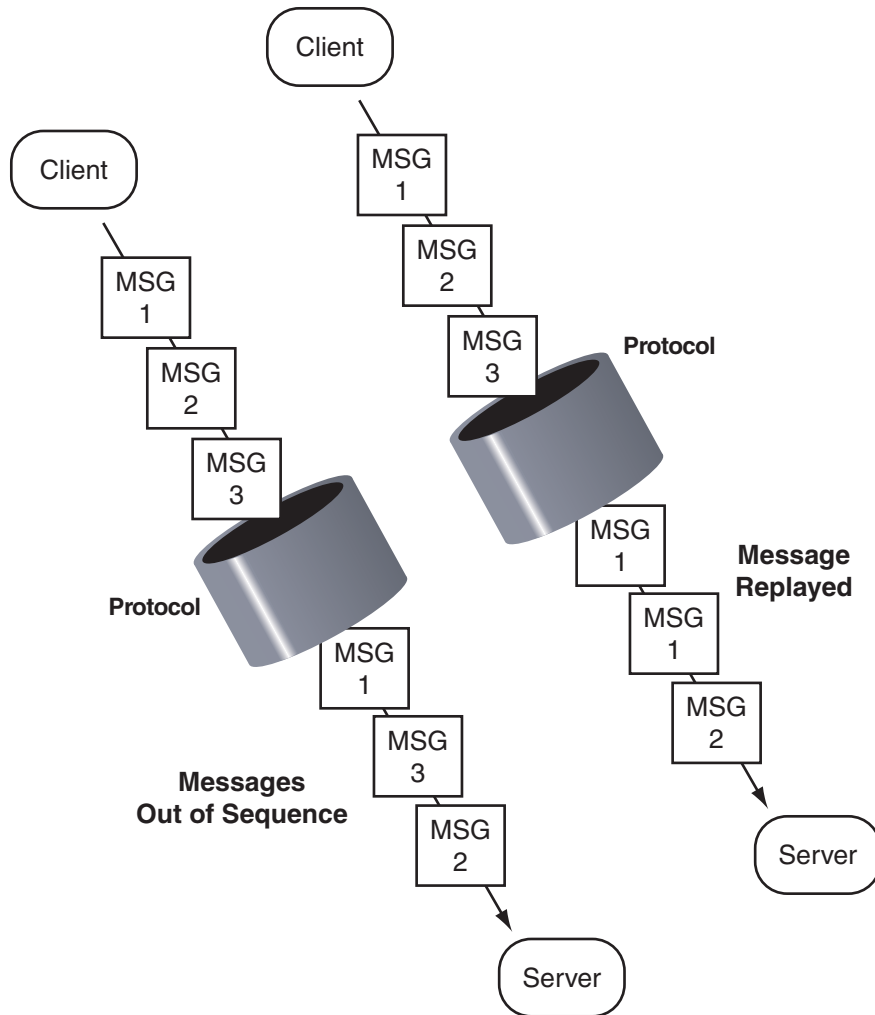 Client
MSG
1
MSG
2
MSG
3
Protocol
MSG
1
MSG
3
MSG
2
Messages
Out of Sequence
Server
Client
MSG
1
MSG
2
MSG
3
Protocol
MSG
1
MSG
1
MSG
2
Message
Replayed
Server